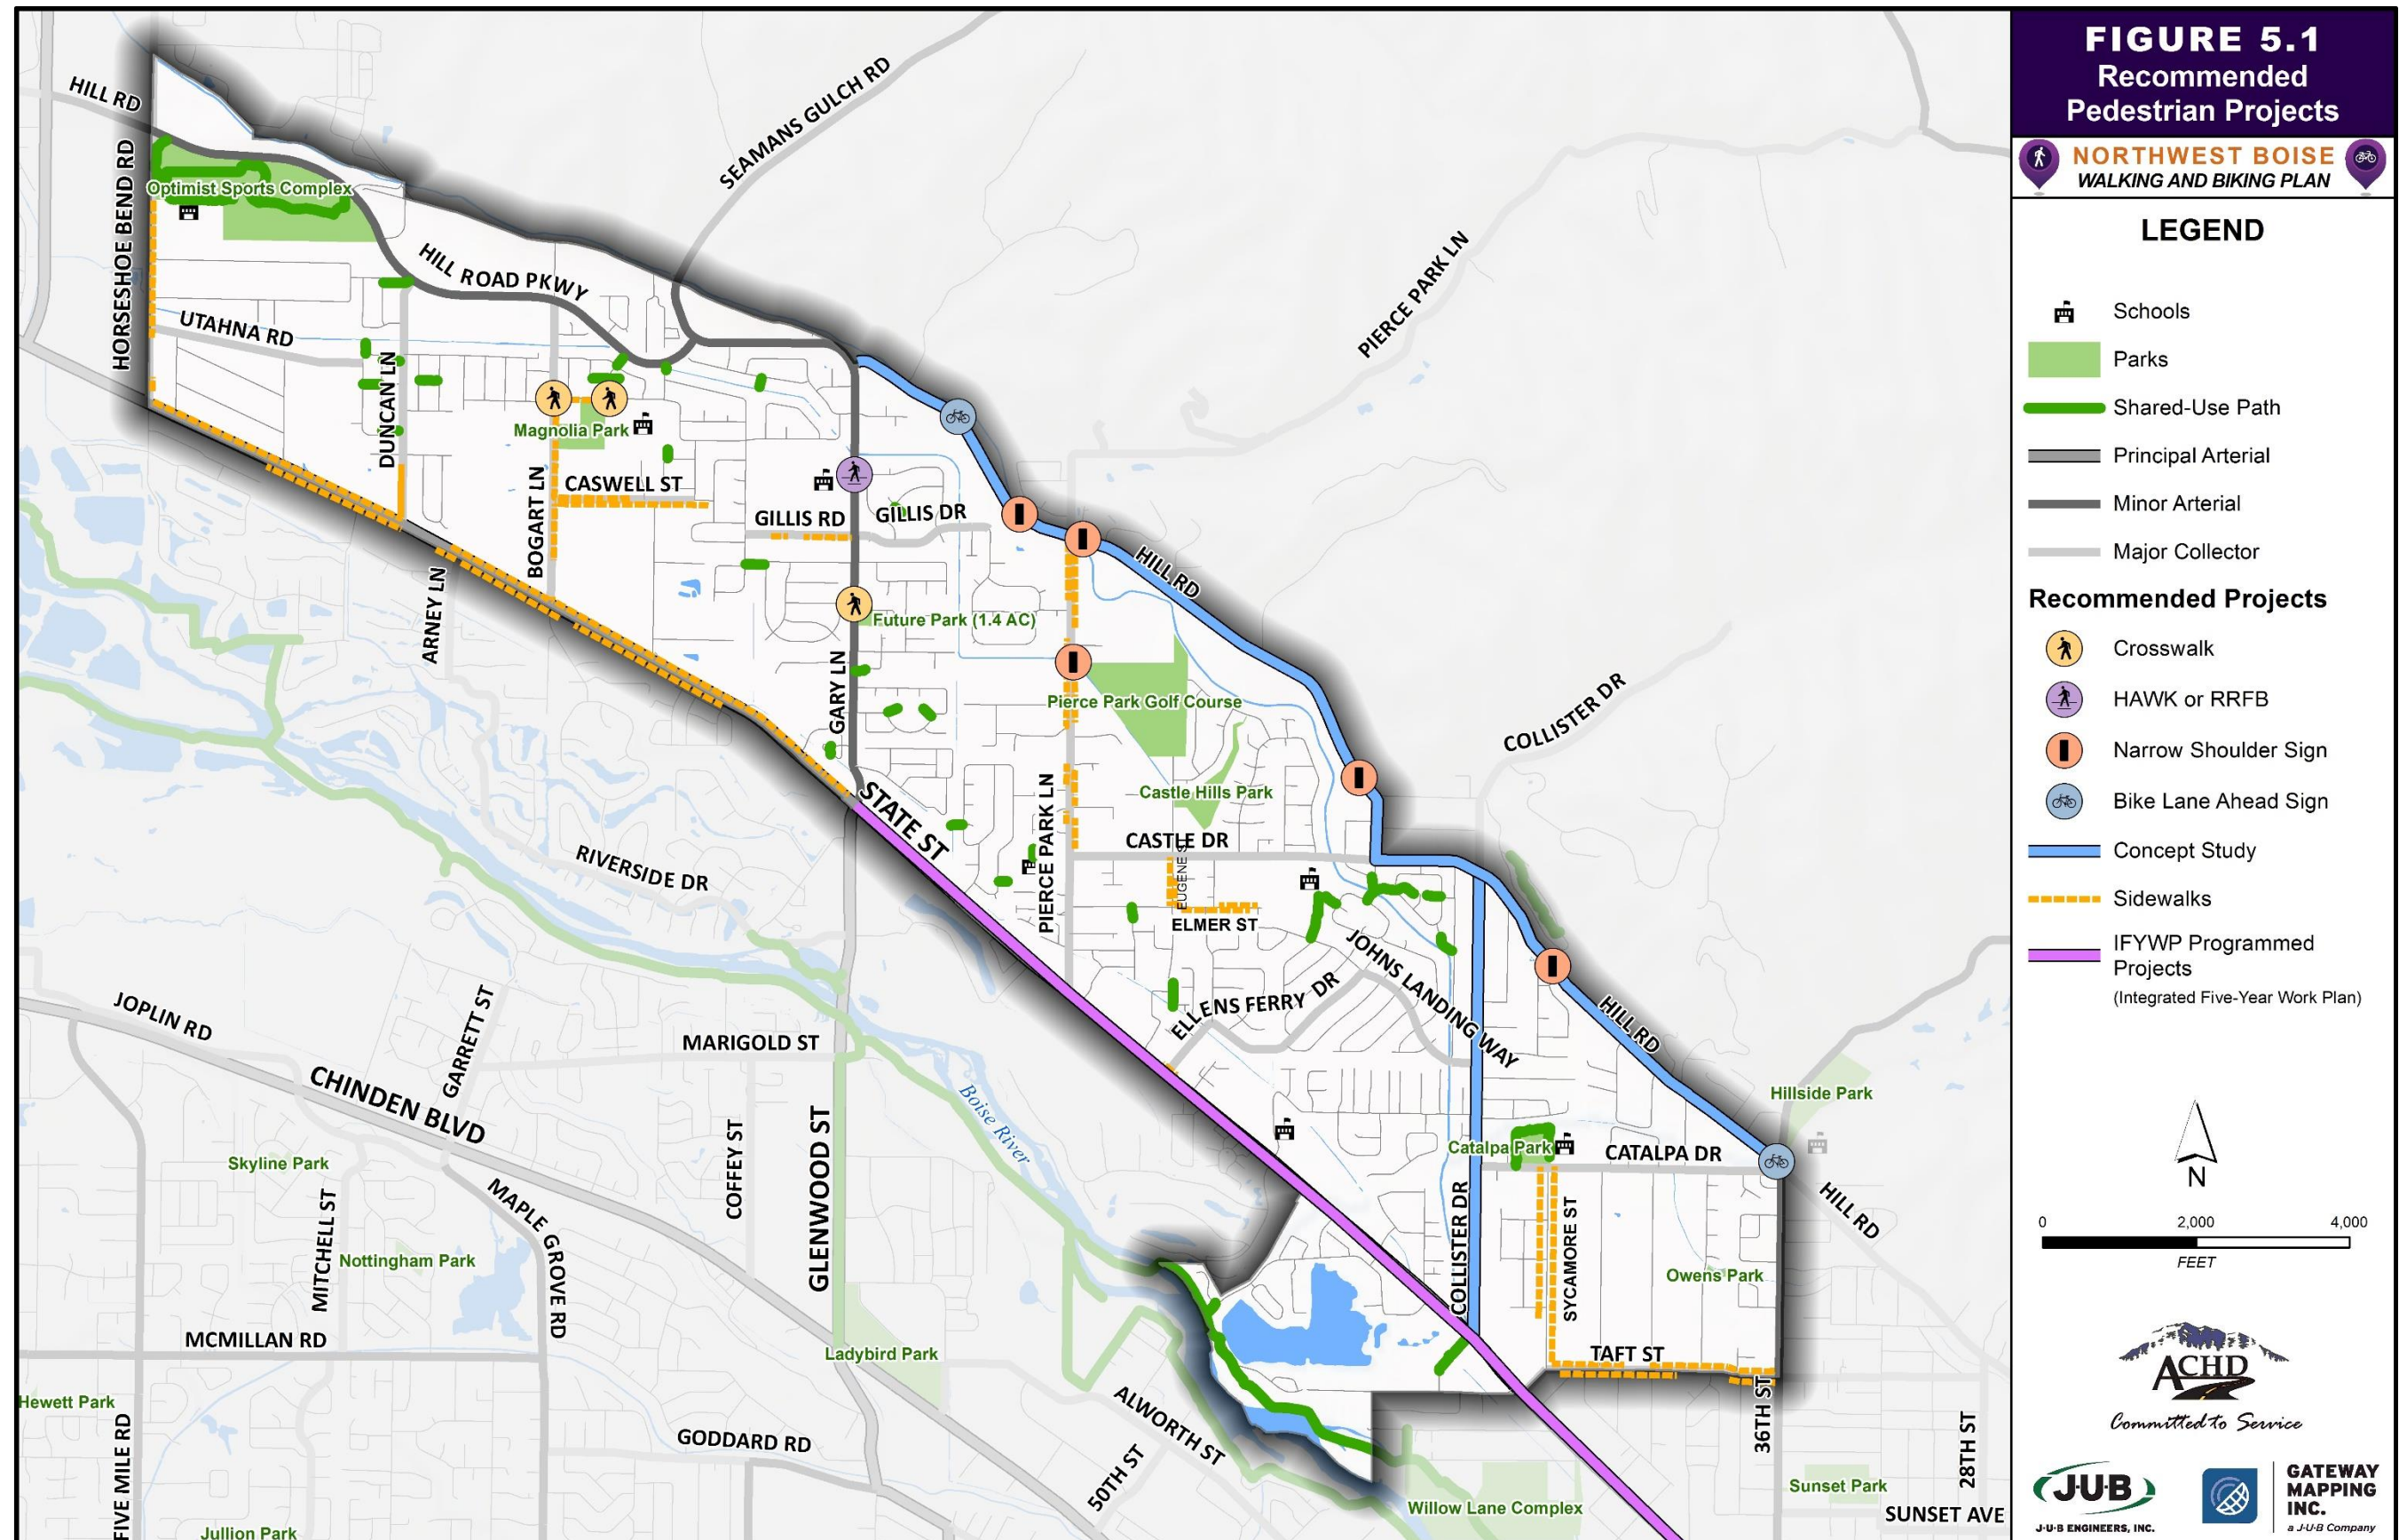 FIGURE 5.1
Recommended
Pedestrian Projects
NORTHWEST BOISE
WALKING AND BIKING PLAN
LEGEND
Schools
Parks
Shared-Use Path
Principal Arterial
Minor Arterial
Major Collector
Recommended Projects
Crosswalk
HAWK or RRFB
Narrow Shoulder Sign
Bike Lane Ahead Sign
Concept Study
Sidewalks
IFYWP Programmed
Projects
(Integrated Five-Year Work Plan)
N
0 2,000 4,000
FEET
ACHD
Committed to Service
J·U·B
J·U·B ENGINEERS, INC.
GATEWAY
MAPPING
INC.
a J·U·B Company
HILL RD
HORSESHOE BEND RD
Optimist Sports Complex
SEAMANS GULCH RD
HILL ROAD PKWY
UTAHNA RD
DUNCAN LN
PIERCE PARK LN
Magnolia Park
BOGART LN
CASWELL ST
GILLIS RD
GILLIS DR
ARNEY LN
HILL RD
Future Park (1.4 AC)
GARY LN
Pierce Park Golf Course
COLLISTER DR
Castle Hills Park
STATE ST
PIERCE PARK LN
CASTLE DR
EUGENE ST
ELMER ST
RIVERSIDE DR
JOHNS LANDING WAY
ELLENS FERRY DR
HILL RD
JOPLIN RD
GARRETT ST
MARIGOLD ST
CHINDEN BLVD
Boise River
Hillside Park
COFFEY ST
GLENWOOD ST
Catalpa Park
CATALPA DR
HILL RD
Skyline Park
MITCHELL ST
MAPLE GROVE RD
Nottingham Park
COLLISTER DR
SYCAMORE ST
Owens Park
MCMILLAN RD
Ladybird Park
TAFT ST
Hewett Park
FIVE MILE RD
ALWORTH ST
36TH ST
28TH ST
GODDARD RD
50TH ST
Sunset Park
Willow Lane Complex
SUNSET AVE
Jullion Park